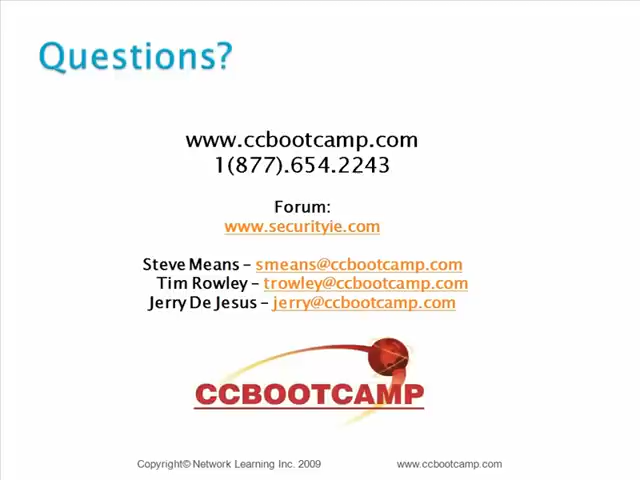 Questions?
www.ccbootcamp.com
1(877).654.2243
Forum:
www.securityie.com
Steve Means – smeans@ccbootcamp.com
Tim Rowley – trowley@ccbootcamp.com
Jerry De Jesus – jerry@ccbootcamp.com
CCBOOTCAMP
Copyright© Network Learning Inc. 2009 www.ccbootcamp.com